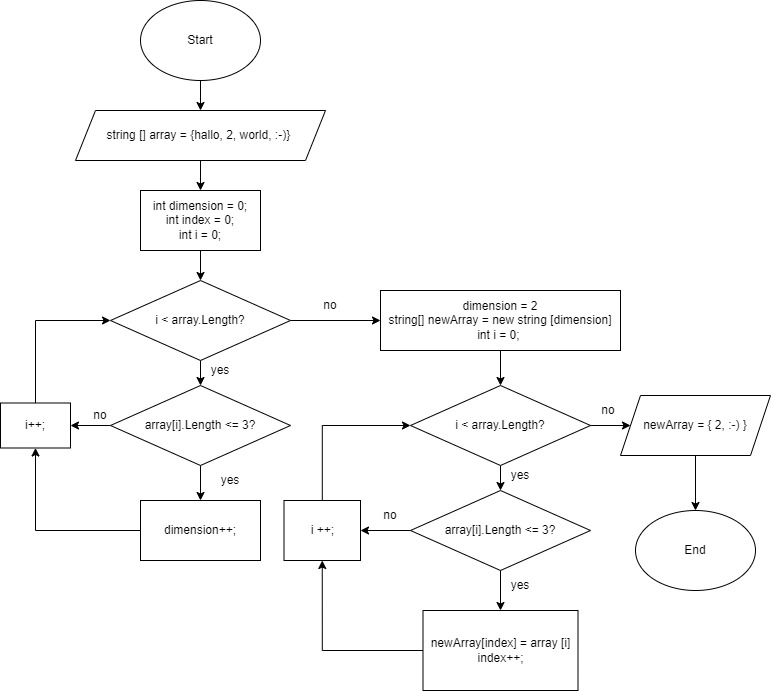 Start
string [] array = {hallo, 2, world, :-)}
int dimension = 0;
int index = 0;
int i = 0;
i < array.Length?
no
yes
array[i].Length <= 3?
no
i++;
yes
dimension++;
dimension = 2
string[] newArray = new string [dimension]
int i = 0;
i < array.Length?
no
yes
array[i].Length <= 3?
no
i ++;
yes
newArray[index] = array [i]
index++;
newArray = { 2, :-) }
End